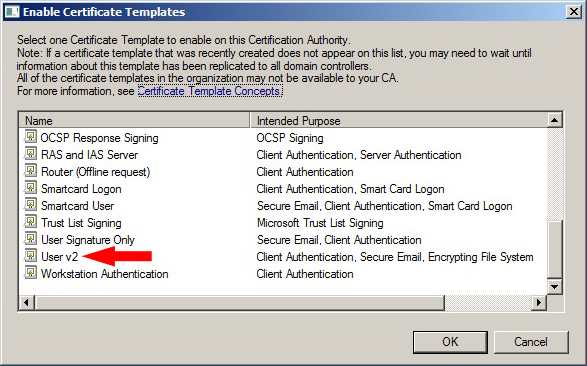 Enable Certificate Templates
Select one Certificate Template to enable on this Certification Authority.
Note: If a certificate template that was recently created does not appear on this list, you may need to wait until
information about this template has been replicated to all domain controllers.
All of the certificate templates in the organization may not be available to your CA.
For more information, see Certificate Template Concepts.
Name Intended Purpose
OCSP Response Signing OCSP Signing
RAS and IAS Server Client Authentication, Server Authentication
Router (Offline request) Client Authentication
Smartcard Logon Client Authentication, Smart Card Logon
Smartcard User Secure Email, Client Authentication, Smart Card Logon
Trust List Signing Microsoft Trust List Signing
User Signature Only Secure Email, Client Authentication
User v2 Client Authentication, Secure Email, Encrypting File System
Workstation Authentication Client Authentication
OK Cancel